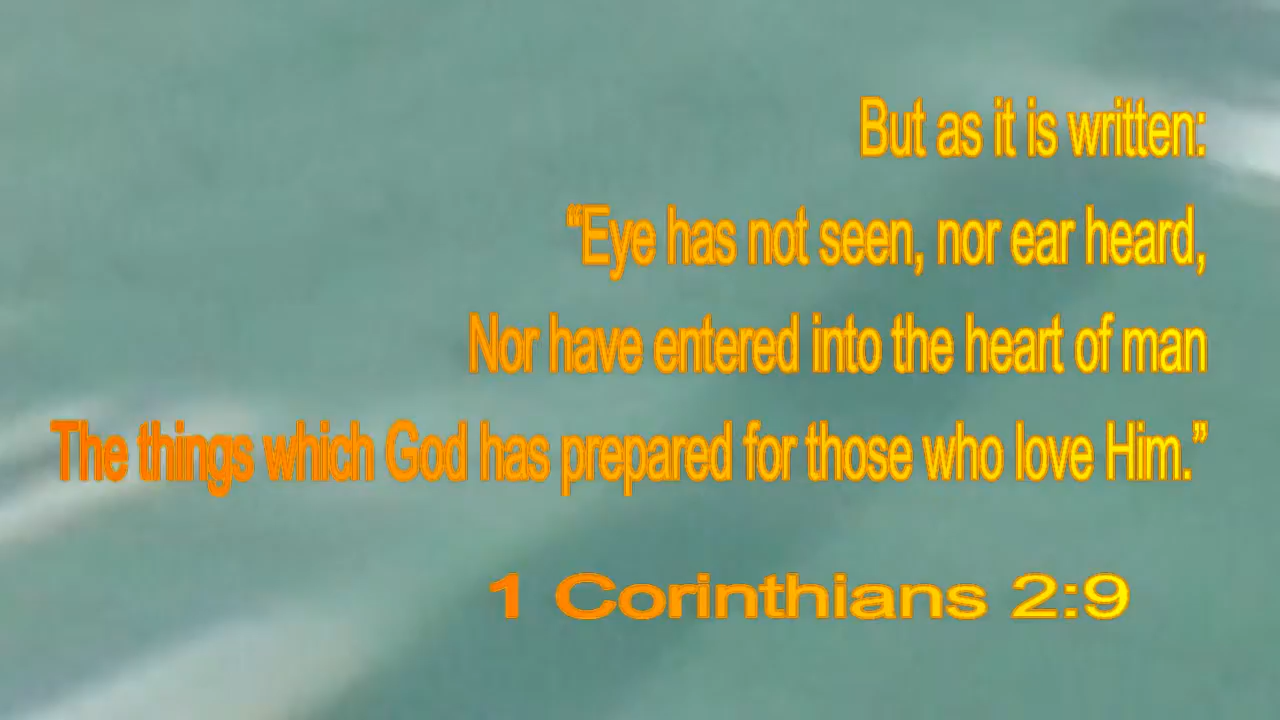 But as it is written:
“Eye has not seen, nor ear heard,
Nor have entered into the heart of man
The things which God has prepared for those who love Him.”
1 Corinthians 2:9